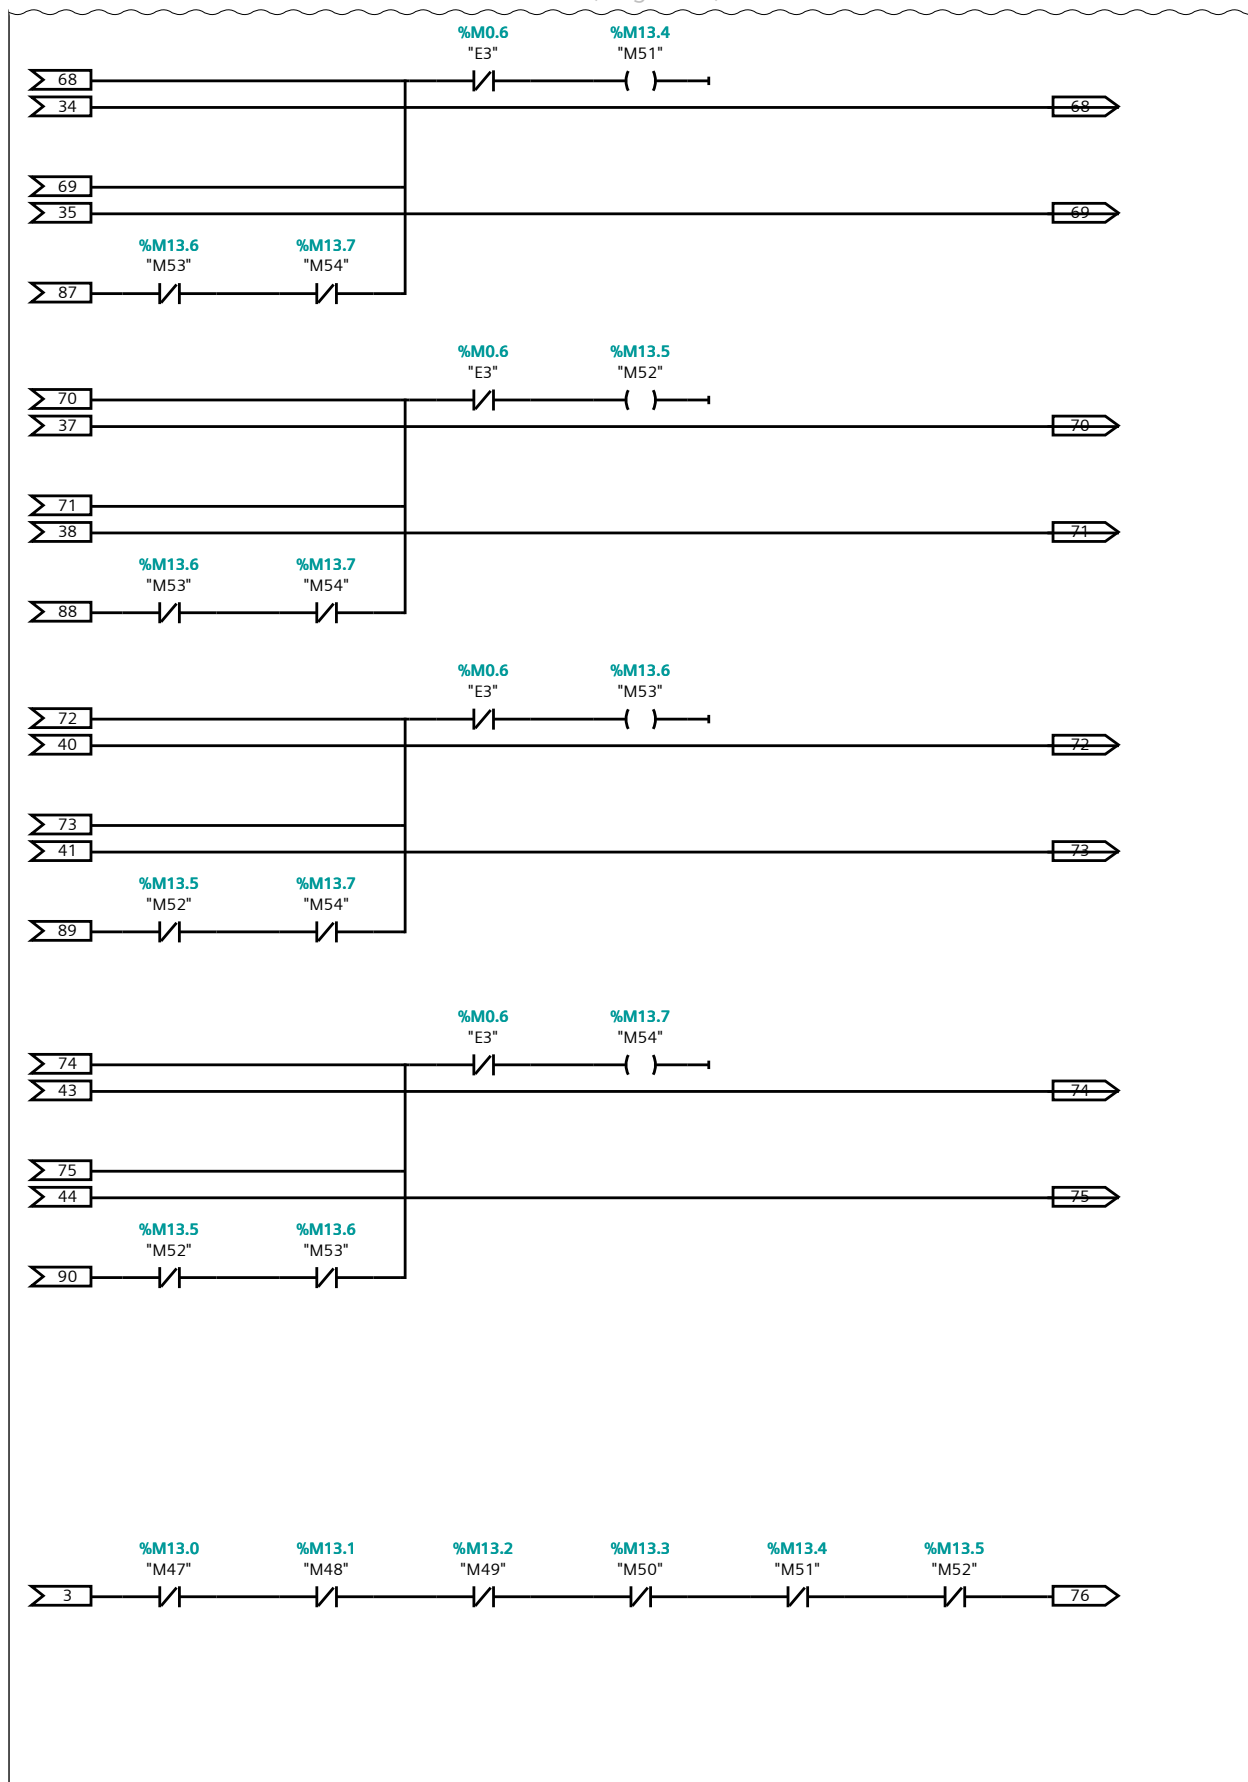 %M0.6 %M13.4
"E3" "M51"
68
34 68
69
35 69
%M13.6 %M13.7
"M53" "M54"
87
%M0.6 %M13.5
"E3" "M52"
70
37 70
71
38 71
%M13.6 %M13.7
"M53" "M54"
88
%M0.6 %M13.6
"E3" "M53"
72
40 72
73
41 73
%M13.5 %M13.7
"M52" "M54"
89
%M0.6 %M13.7
"E3" "M54"
74
43 74
75
44 75
%M13.5 %M13.6
"M52" "M53"
90
%M13.0 %M13.1 %M13.2 %M13.3 %M13.4 %M13.5
"M47" "M48" "M49" "M50" "M51" "M52"
3 76